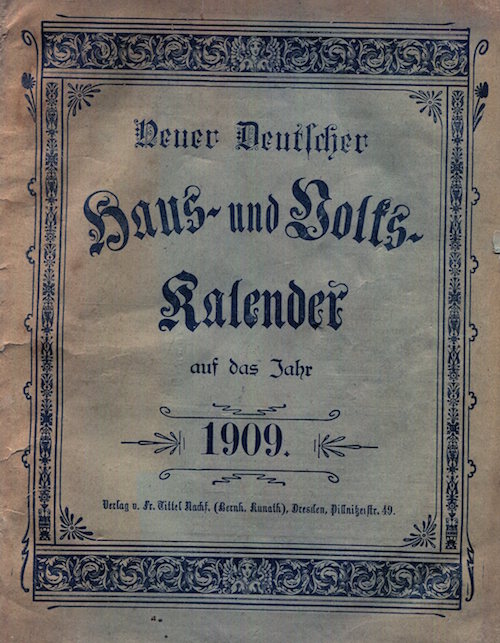 Neuer Deutscher
Haus- und Volks-
Kalender
auf das Jahr
1909.
Verlag v. Fr. Tittel Nachf. (Bernh. Kunath), Dresden, Pillnitzerstr. 49.